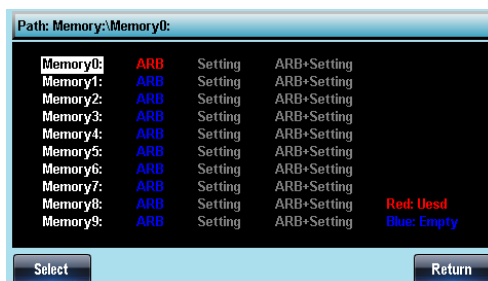 Path: Memory:\Memory0:
Memory0: ARB Setting ARB+Setting
Memory1: ARB Setting ARB+Setting
Memory2: ARB Setting ARB+Setting
Memory3: ARB Setting ARB+Setting
Memory4: ARB Setting ARB+Setting
Memory5: ARB Setting ARB+Setting
Memory6: ARB Setting ARB+Setting
Memory7: ARB Setting ARB+Setting
Memory8: ARB Setting ARB+Setting Red: Uesd
Memory9: ARB Setting ARB+Setting Blue: Empty
Select Return